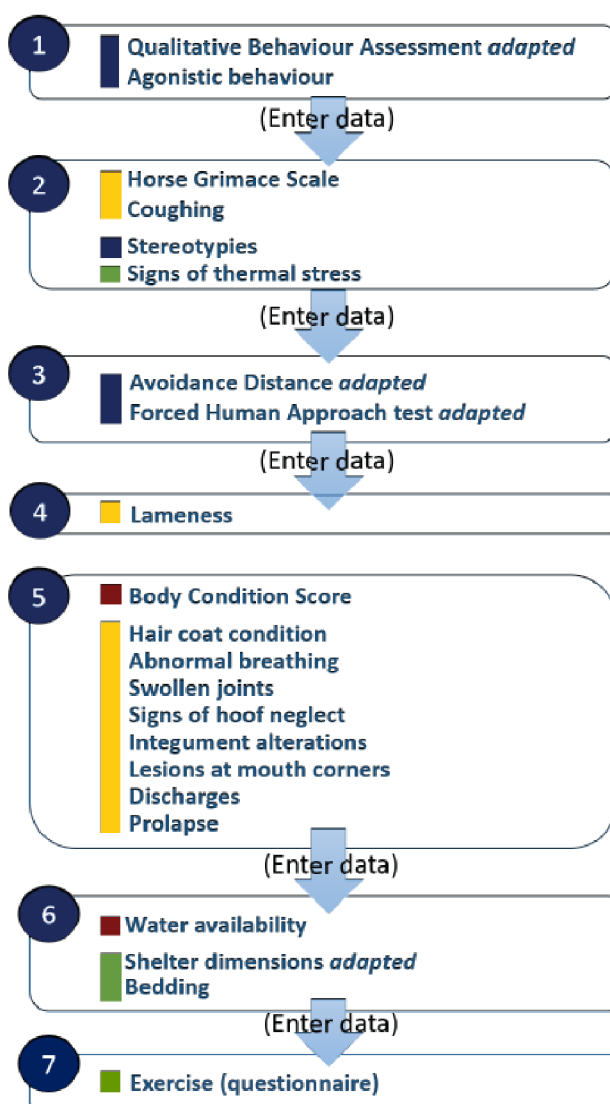 1
Qualitative Behaviour Assessment adapted
Agonistic behaviour
(Enter data)
2
Horse Grimace Scale
Coughing
Stereotypies
Signs of thermal stress
(Enter data)
3
Avoidance Distance adapted
Forced Human Approach test adapted
(Enter data)
4
Lameness
5
Body Condition Score
Hair coat condition
Abnormal breathing
Swollen joints
Signs of hoof neglect
Integument alterations
Lesions at mouth corners
Discharges
Prolapse
(Enter data)
6
Water availability
Shelter dimensions adapted
Bedding
(Enter data)
7
Exercise (questionnaire)